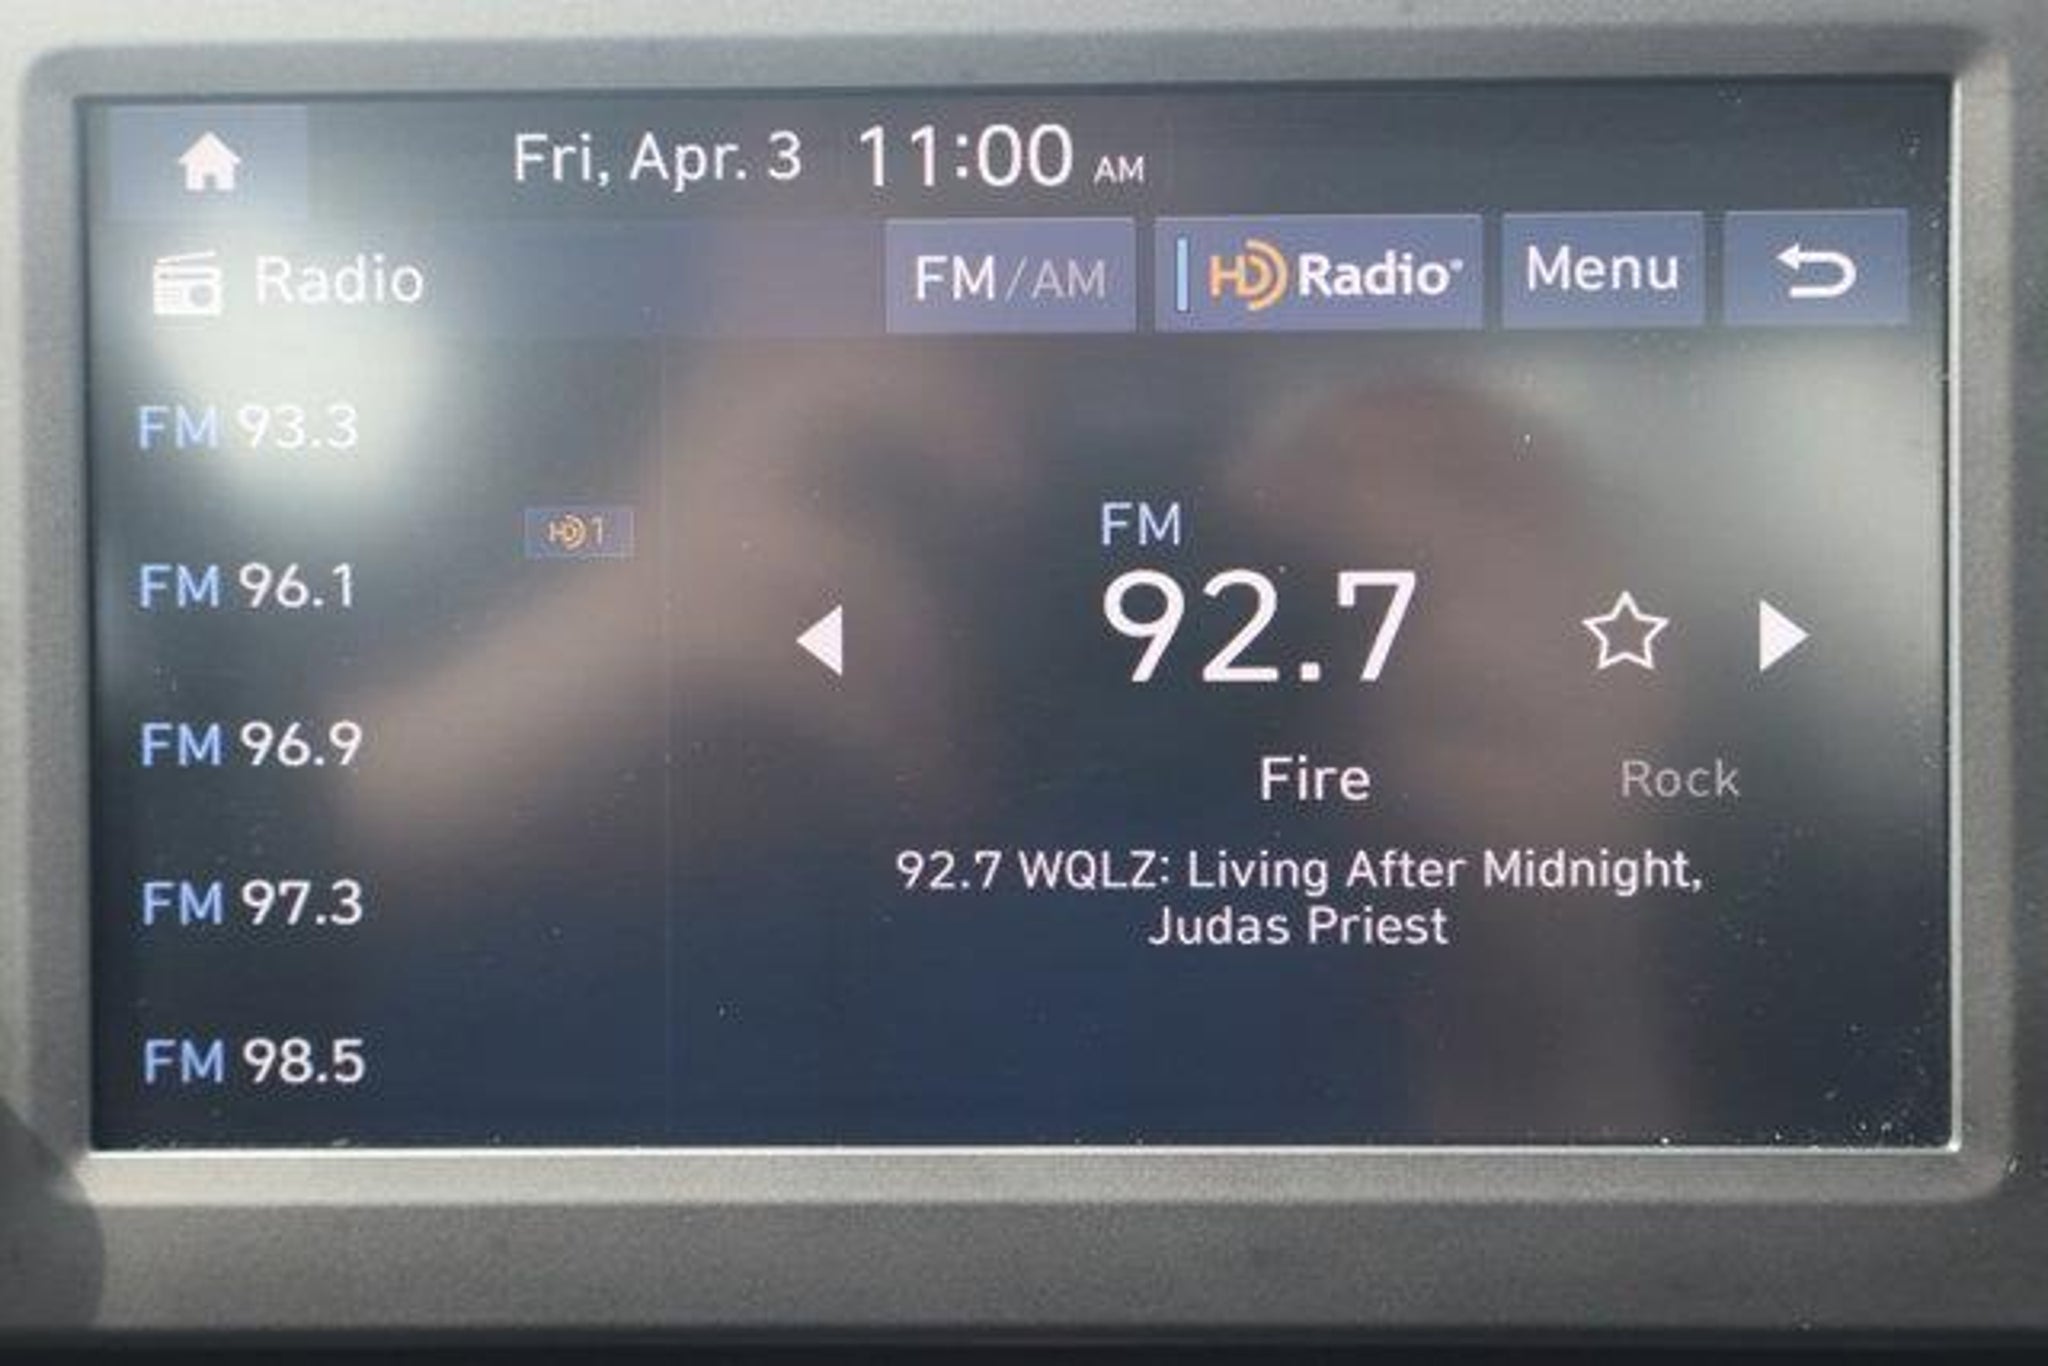 Fri, Apr. 3 11:00 AM
Radio FM/AM HD Radio® Menu
FM 93.3
HD 1
FM 96.1
FM 96.9
FM 97.3
FM 98.5
FM
92.7
Fire Rock
92.7 WQLZ: Living After Midnight,
Judas Priest